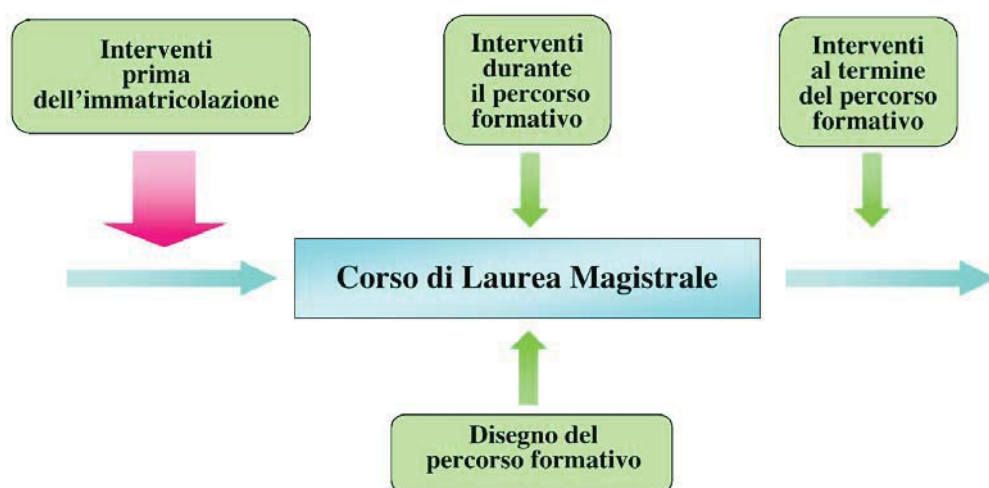 Interventi
prima
dell'immatricolazione
Interventi
durante
il percorso
formativo
Interventi
al termine
del percorso
formativo
Corso di Laurea Magistrale
Disegno del
percorso formativo